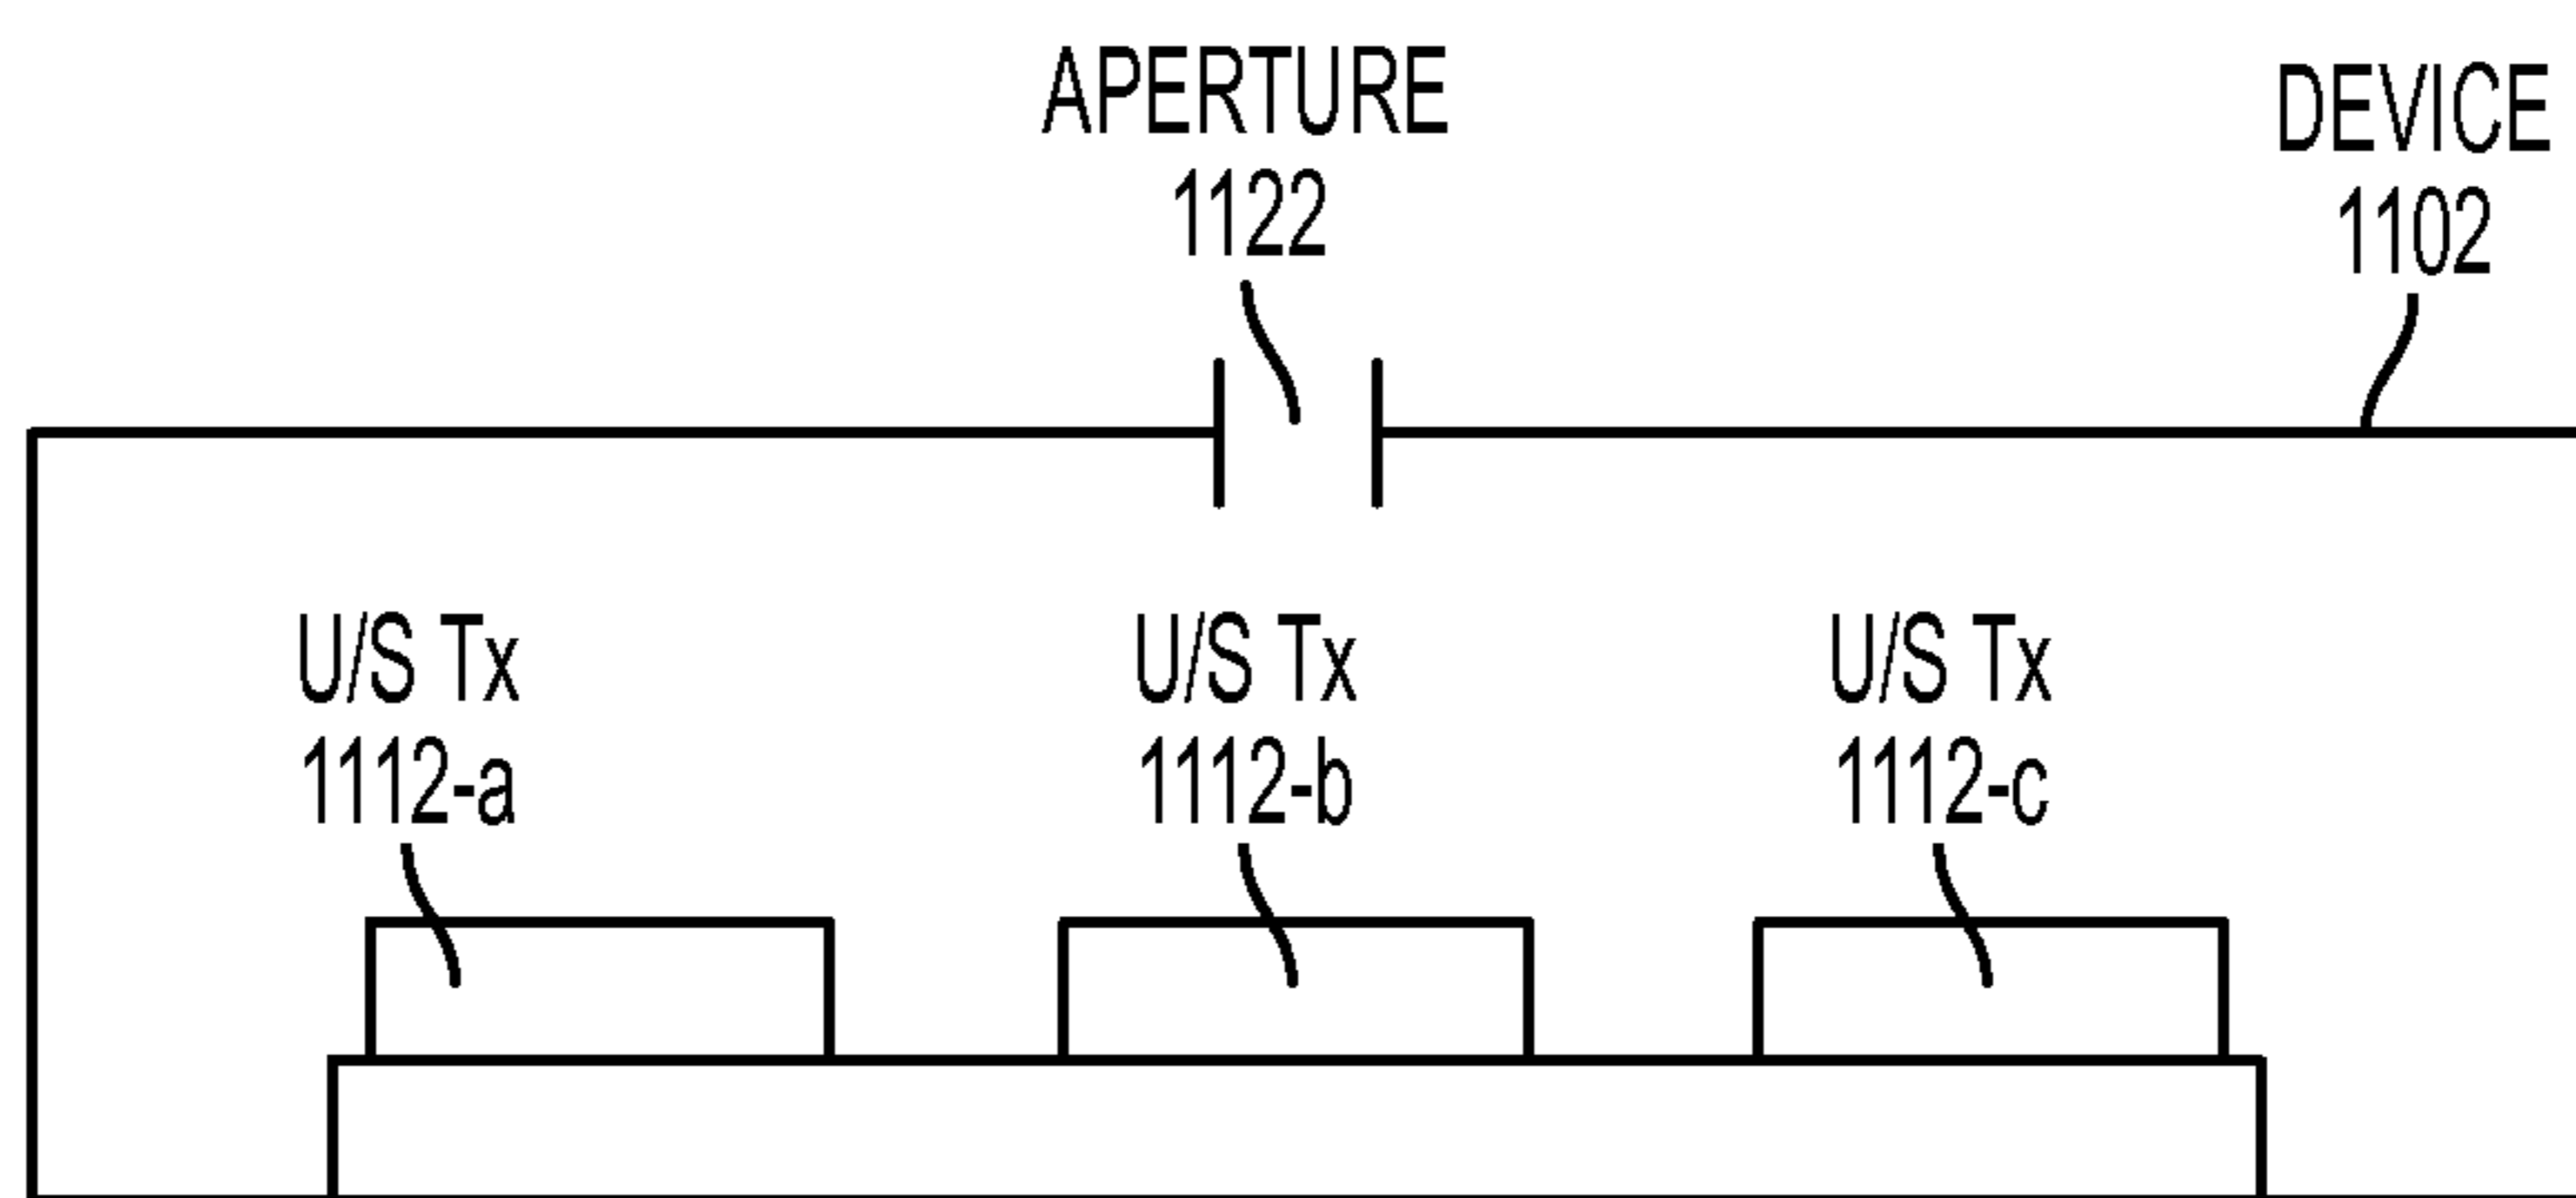 APERTURE
1122
DEVICE
1102
U/S Tx
1112-a
U/S Tx
1112-b
U/S Tx
1112-c